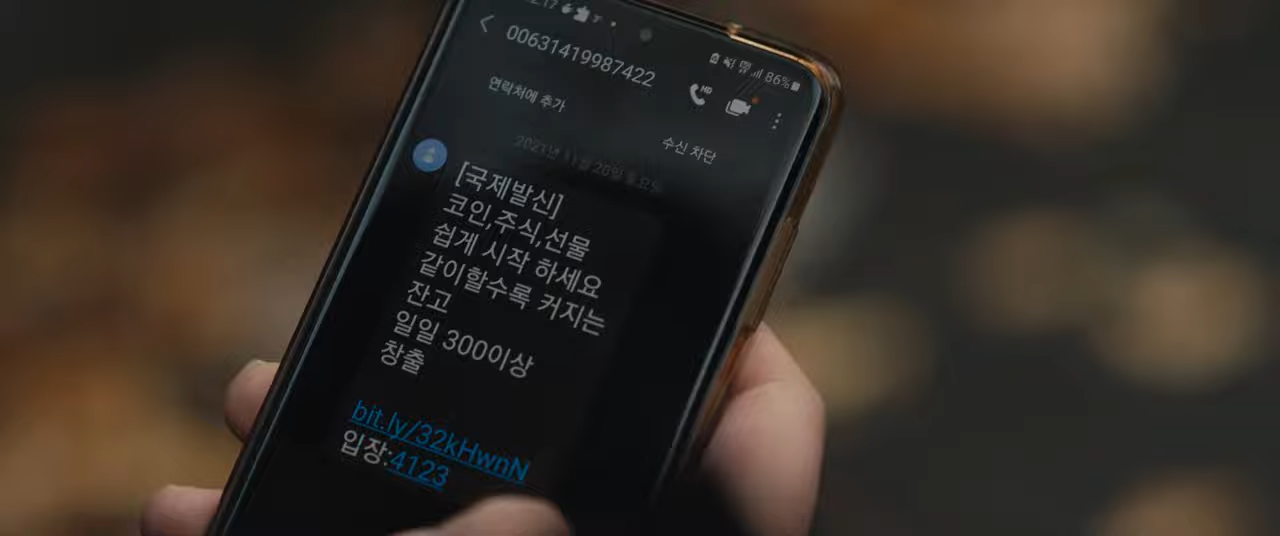 00631419987422
86%
연락처에 추가
수신 차단
[국제발신]
코인,주식,선물
쉽게 시작 하세요
같이할수록 커지는
잔고
일일 300이상
창출
bit.ly/32kHwnN
입장:4123